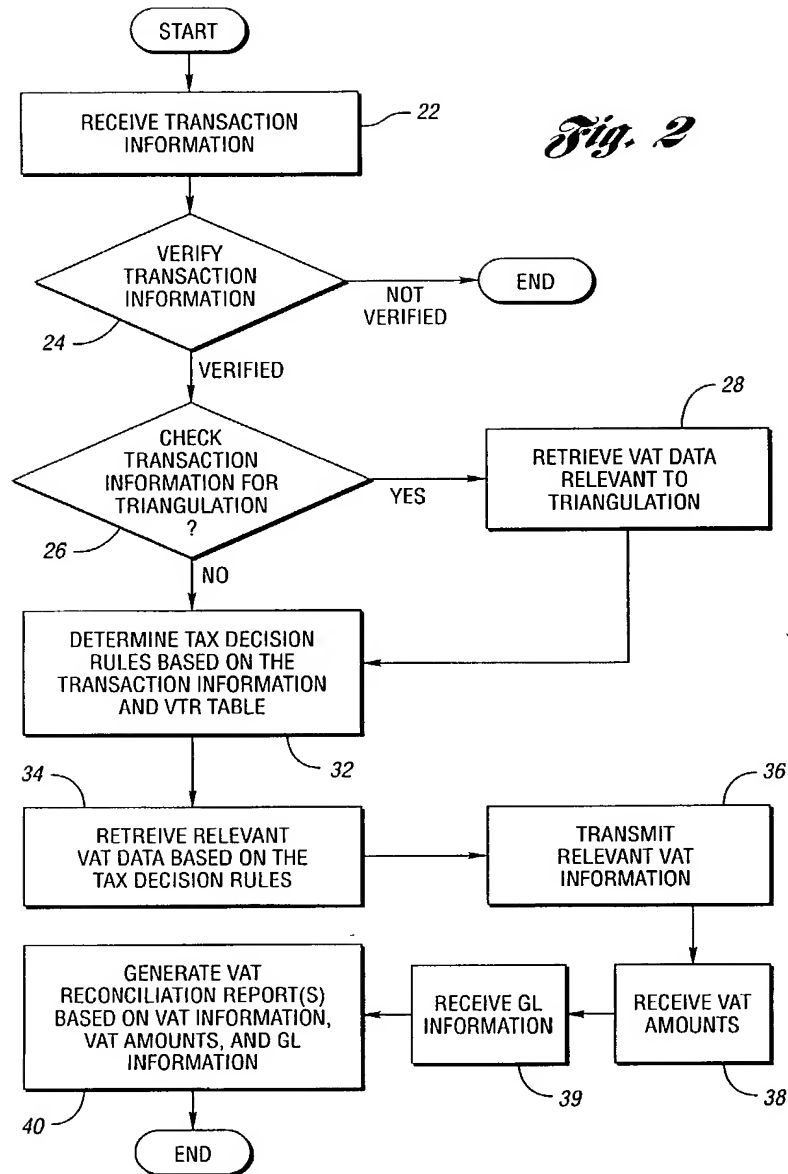 START
RECEIVE TRANSACTION
INFORMATION
22
Fig. 2
VERIFY
TRANSACTION
INFORMATION
24
NOT
VERIFIED
END
VERIFIED
CHECK
TRANSACTION
INFORMATION FOR
TRIANGULATION
?
26
YES
28
RETRIEVE VAT DATA
RELEVANT TO
TRIANGULATION
NO
DETERMINE TAX DECISION
RULES BASED ON THE
TRANSACTION INFORMATION
AND VTR TABLE
32
34
RETREIVE RELEVANT
VAT DATA BASED ON THE
TAX DECISION RULES
36
TRANSMIT
RELEVANT VAT
INFORMATION
RECEIVE VAT
AMOUNTS
38
RECEIVE GL
INFORMATION
39
GENERATE VAT
RECONCILIATION REPORT(S)
BASED ON VAT INFORMATION,
VAT AMOUNTS, AND GL
INFORMATION
40
END